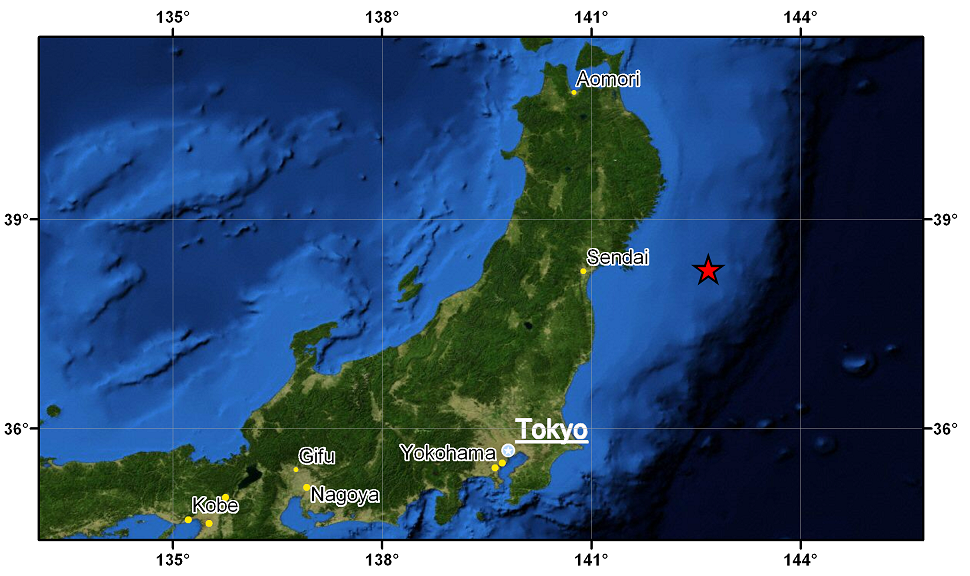 135° 138° 141° 144°
Aomori
39° 39°
Sendai
36° 36°
Tokyo
Yokohama
Gifu
Nagoya
Kobe
135° 138° 141° 144°